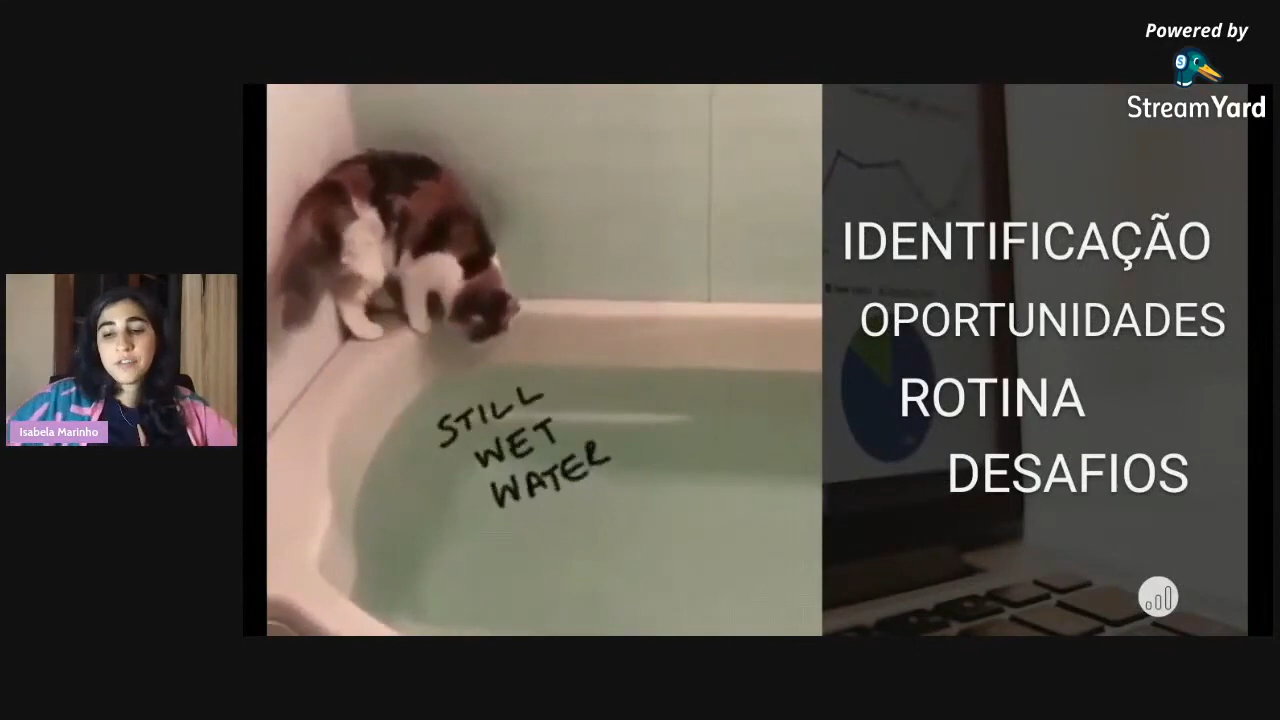 Powered by
StreamYard
Isabela Marinho
STILL
WET
WATER
IDENTIFICAÇÃO
OPORTUNIDADES
ROTINA
DESAFIOS